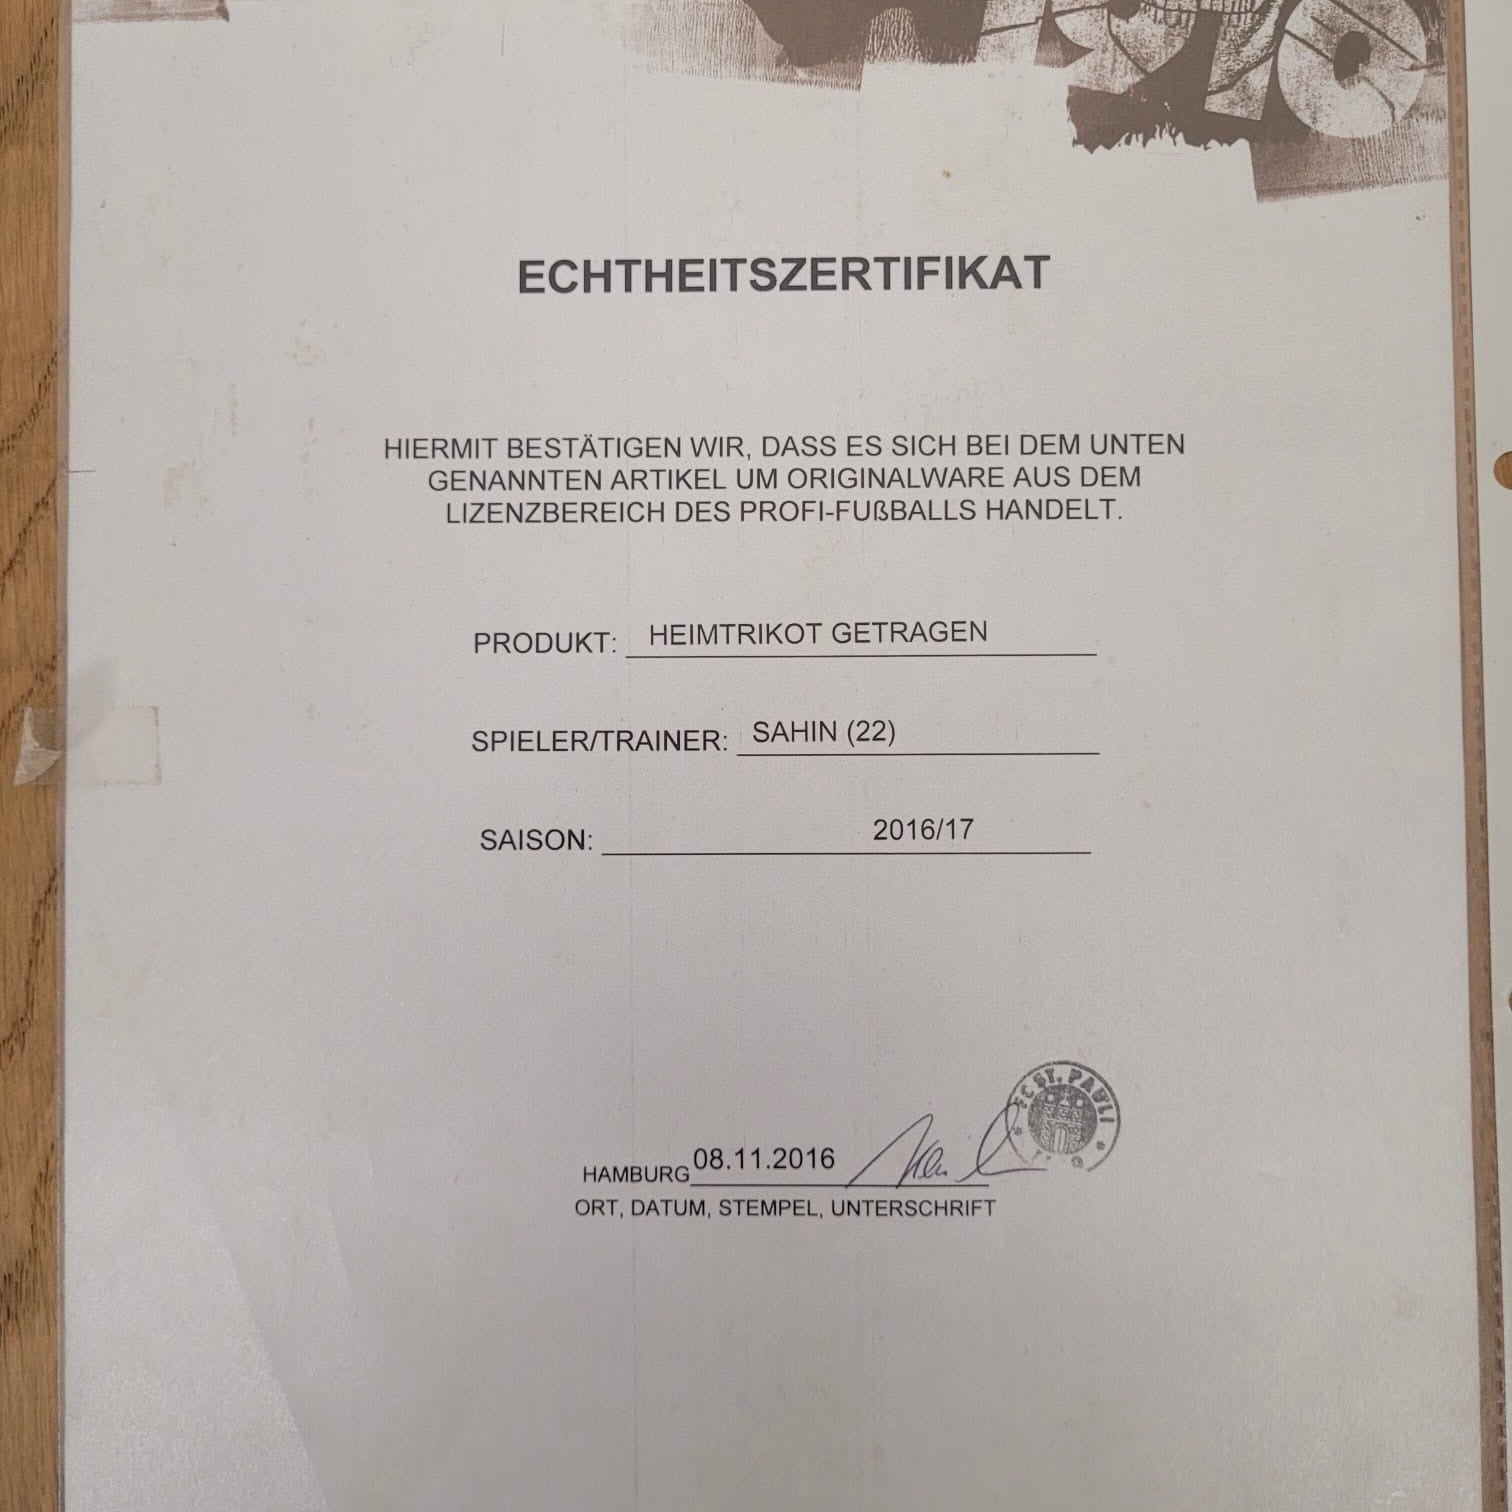 1910
ECHTHEITSZERTIFIKAT
HIERMIT BESTÄTIGEN WIR, DASS ES SICH BEI DEM UNTEN
GENANNTEN ARTIKEL UM ORIGINALWARE AUS DEM
LIZENZBEREICH DES PROFI-FUßBALLS HANDELT.
PRODUKT: HEIMTRIKOT GETRAGEN
SPIELER/TRAINER: SAHIN (22)
SAISON: 2016/17
FC ST. PAULI
HAMBURG 08.11.2016
ORT, DATUM, STEMPEL, UNTERSCHRIFT